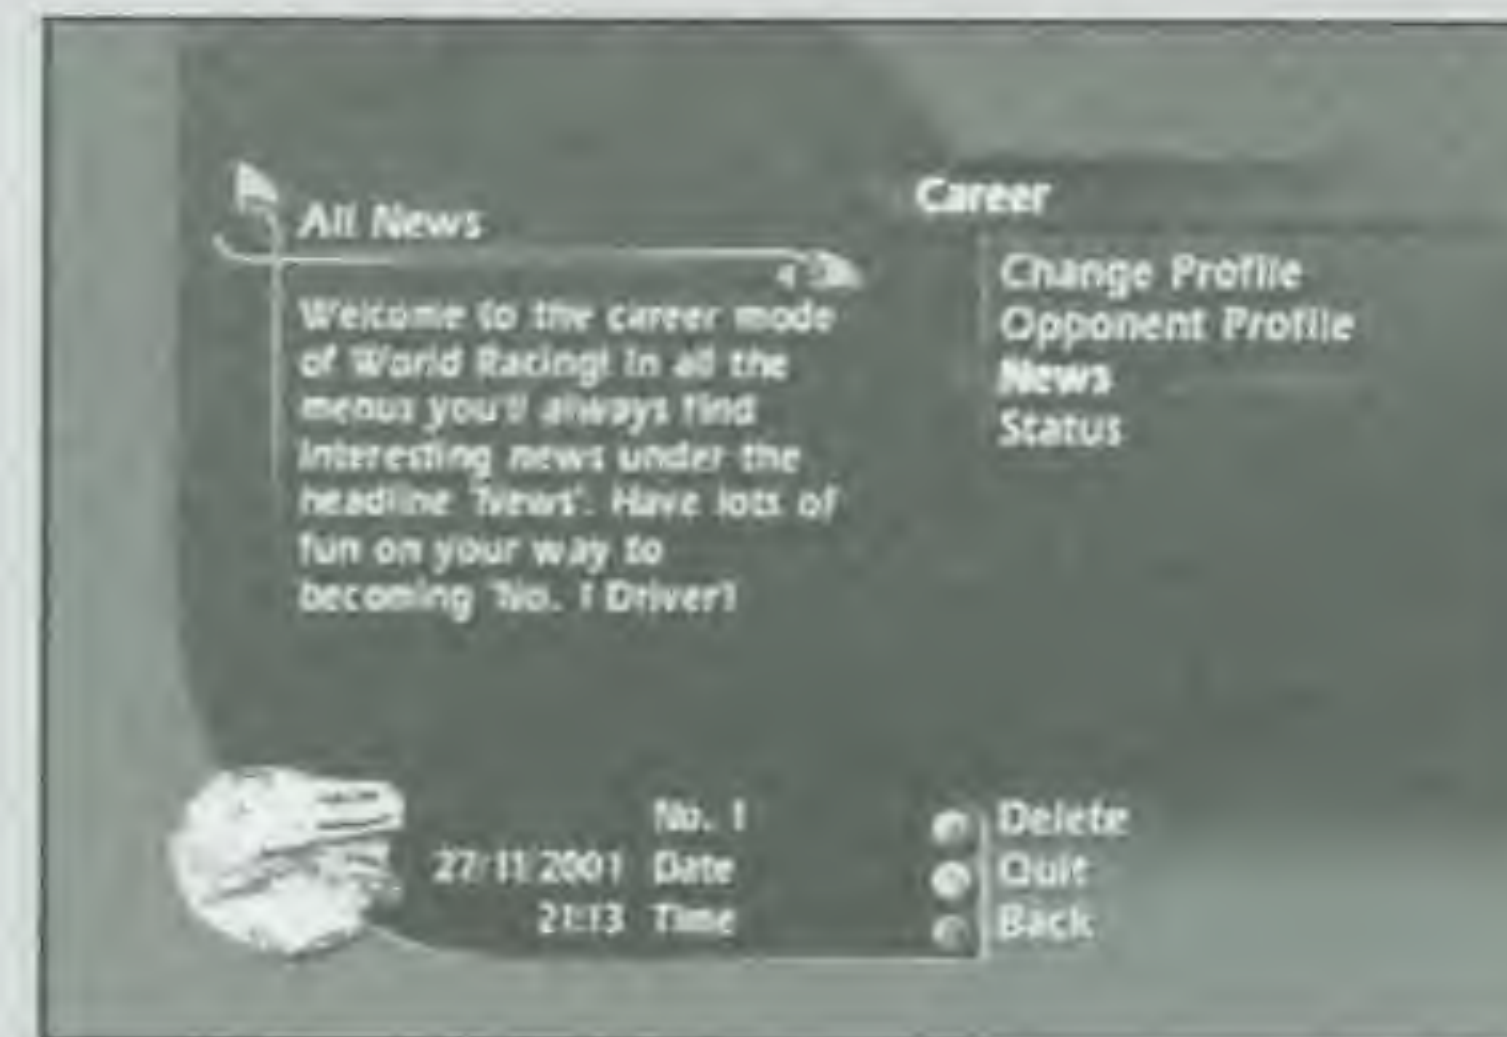 All News
Welcome to the career mode
of World Racing! In all the
menus you'll always find
interesting news under the
headline 'News'. Have lots of
fun on your way to
becoming 'No. 1 Driver'!
Career
Change Profile
Opponent Profile
News
Status
No. 1
27/11/2001 Date
21:13 Time
Delete
Quit
Back